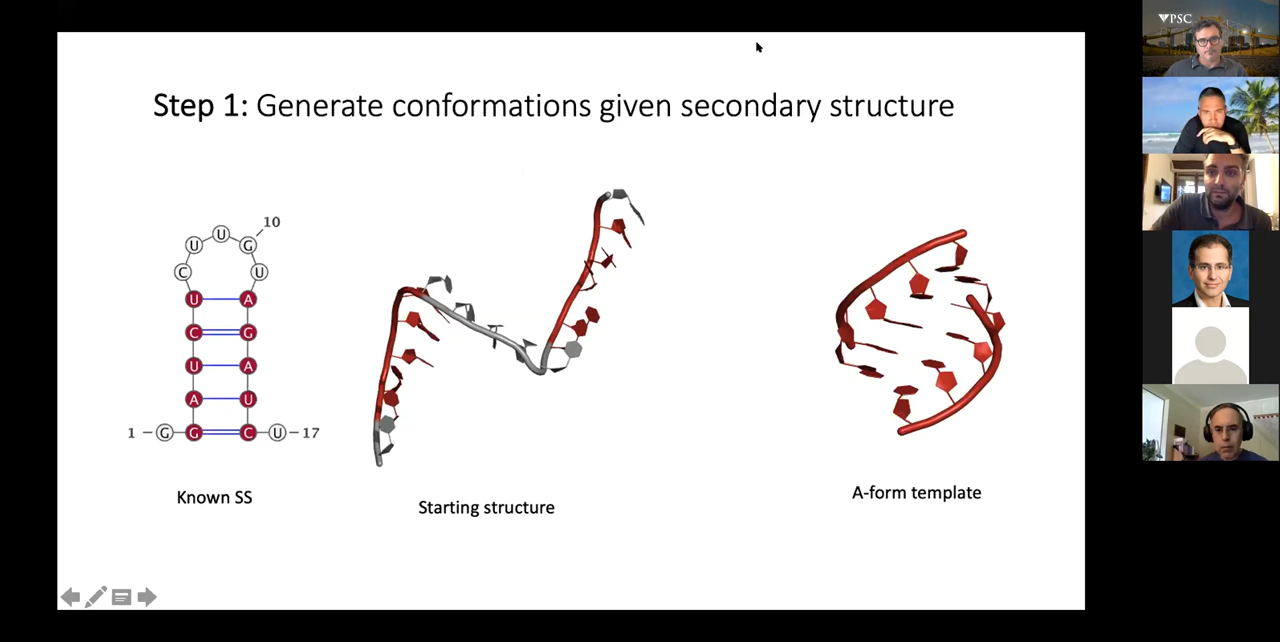 PSC
Step 1: Generate conformations given secondary structure
10
U
U G
C U
U A
C G
U A
A U
1 G G C U 17
Known SS
Starting structure
A-form template